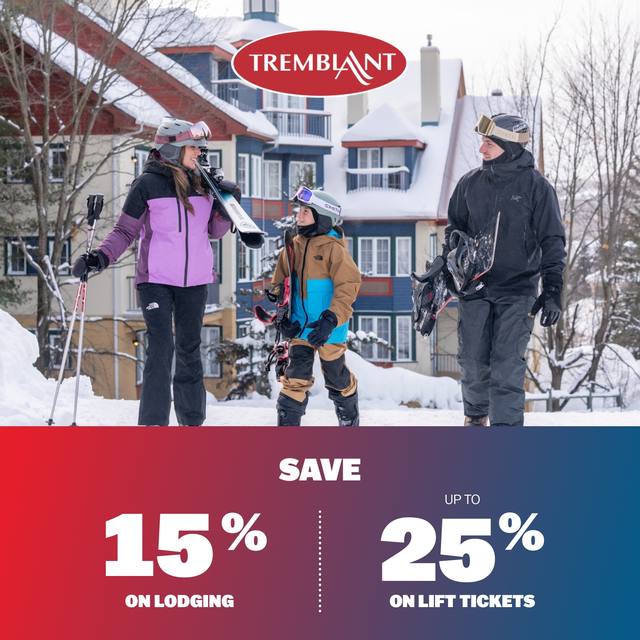 TREMBLANT
SAVE
15%
ON LODGING
UP TO
25%
ON LIFT TICKETS